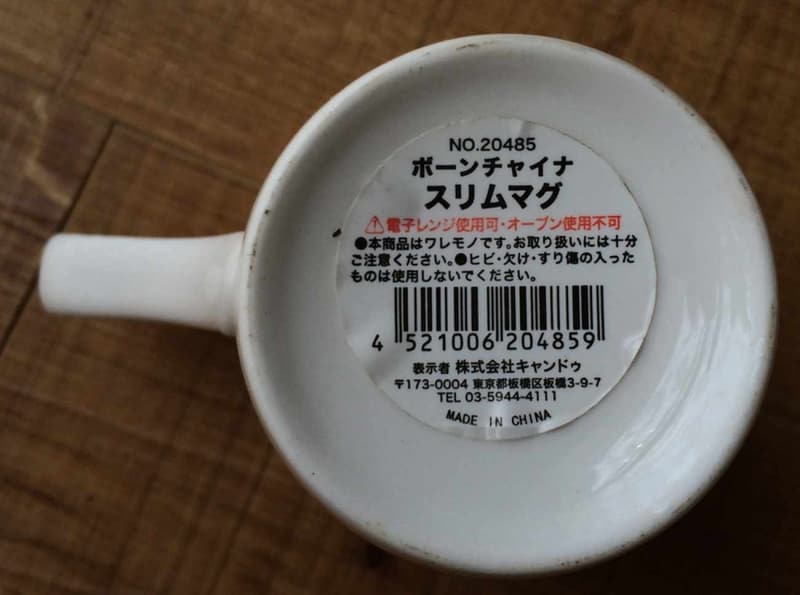 NO.20485
ボーンチャイナ
スリムマグ
⚠電子レンジ使用可・オーブン使用不可
●本商品はワレモノです。お取り扱いには十分
ご注意ください。●ヒビ・欠け・すり傷の入った
ものは使用しないでください。
4 521006 204859
表示者 株式会社キャンドゥ
〒173-0004 東京都板橋区板橋3-9-7
TEL 03-5944-4111
MADE IN CHINA